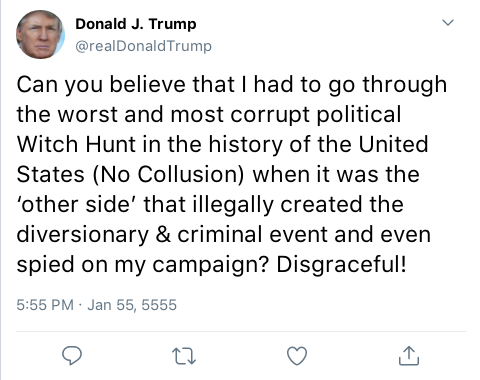 Donald J. Trump
@realDonaldTrump
Can you believe that I had to go through
the worst and most corrupt political
Witch Hunt in the history of the United
States (No Collusion) when it was the
‘other side’ that illegally created the
diversionary & criminal event and even
spied on my campaign? Disgraceful!
5:55 PM · Jan 55, 5555